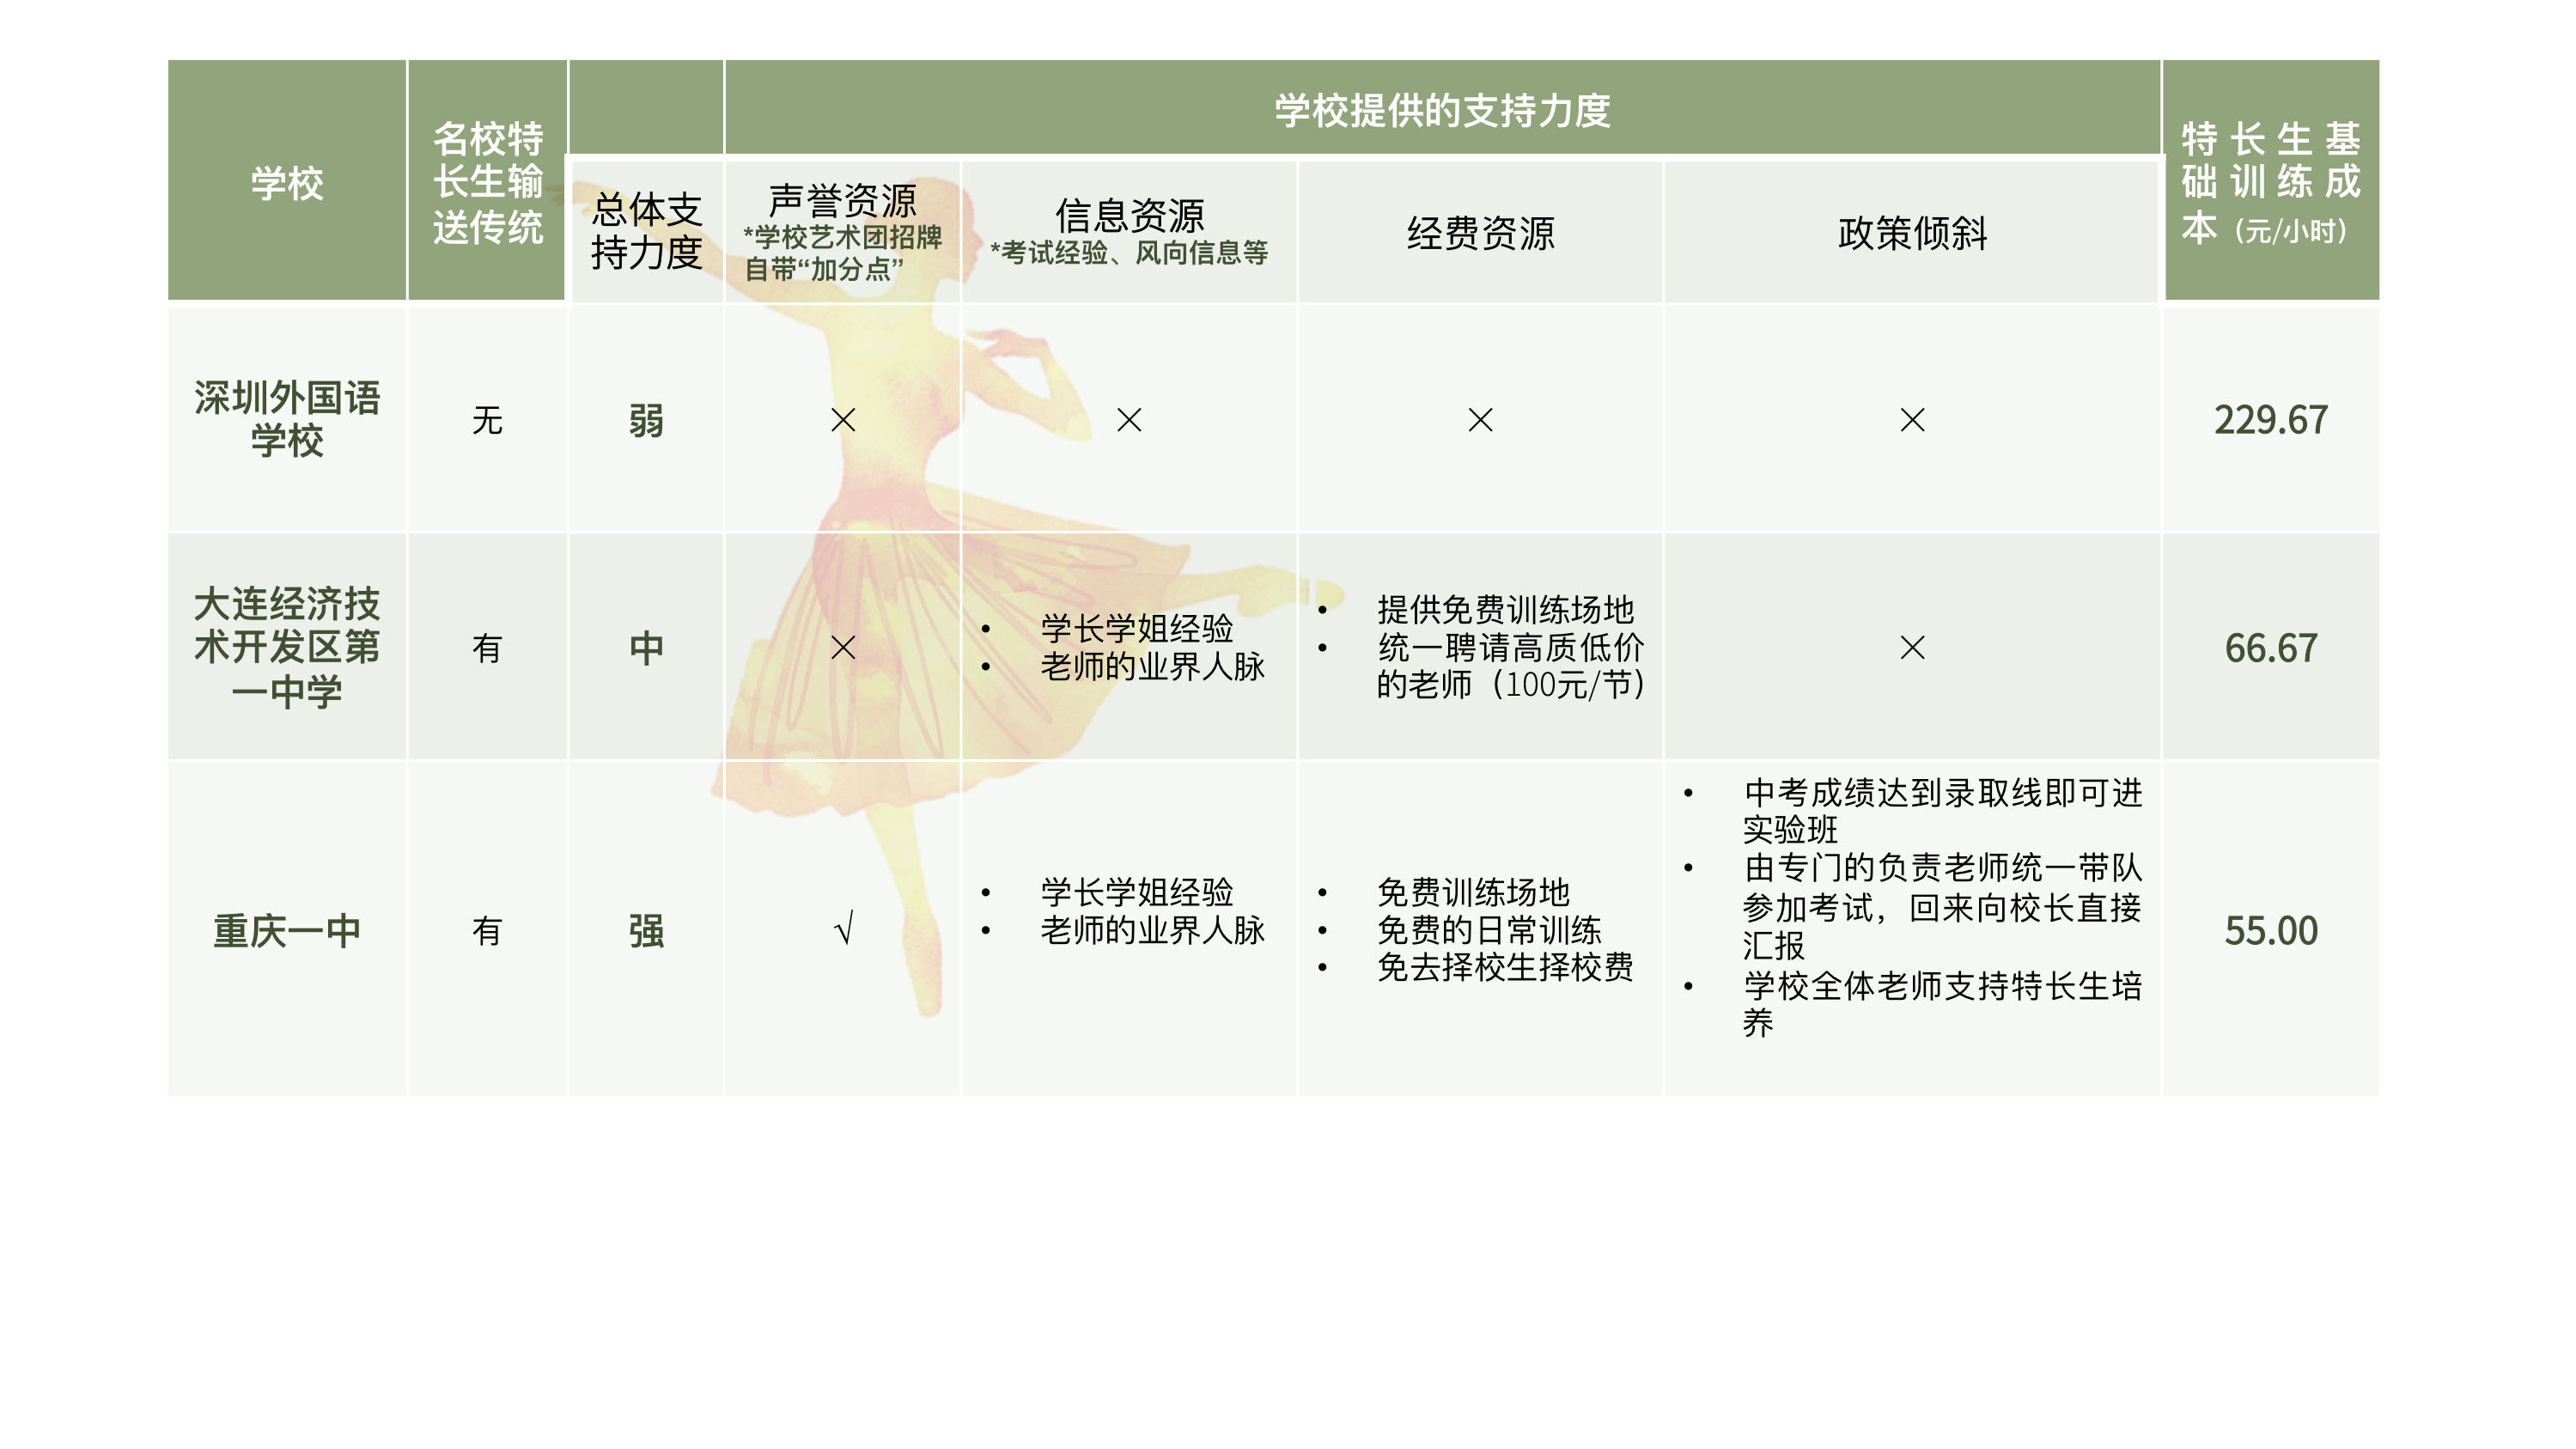 学校
名校特
长生输
送传统
学校提供的支持力度
特长生基
础训练成
本（元/小时）
总体支
持力度
声誉资源
*学校艺术团招牌
自带“加分点”
信息资源
*考试经验、风向信息等
经费资源
政策倾斜
深圳外国语
学校
无
弱
×
×
×
×
229.67
大连经济技
术开发区第
一中学
有
中
×
• 学长学姐经验
• 老师的业界人脉
• 提供免费训练场地
• 统一聘请高质低价
的老师（100元/节）
×
66.67
重庆一中
有
强
√
• 学长学姐经验
• 老师的业界人脉
• 免费训练场地
• 免费的日常训练
• 免去择校生择校费
• 中考成绩达到录取线即可进
实验班
• 由专门的负责老师统一带队
参加考试，回来向校长直接
汇报
• 学校全体老师支持特长生培
养
55.00